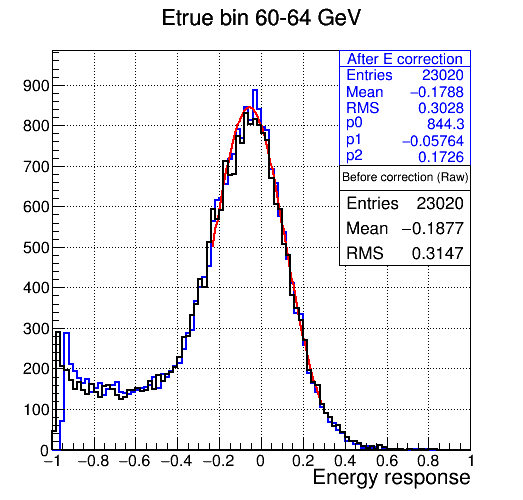 Etrue bin 60-64 GeV
After E correction
Entries 23020
Mean −0.1788
RMS 0.3028
p0 844.3
p1 −0.05764
p2 0.1726
Before correction (Raw)
Entries 23020
Mean −0.1877
RMS 0.3147
900
800
700
600
500
400
300
200
100
0
−1 −0.8 −0.6 −0.4 −0.2 0 0.2 0.4 0.6 0.8 1
Energy response